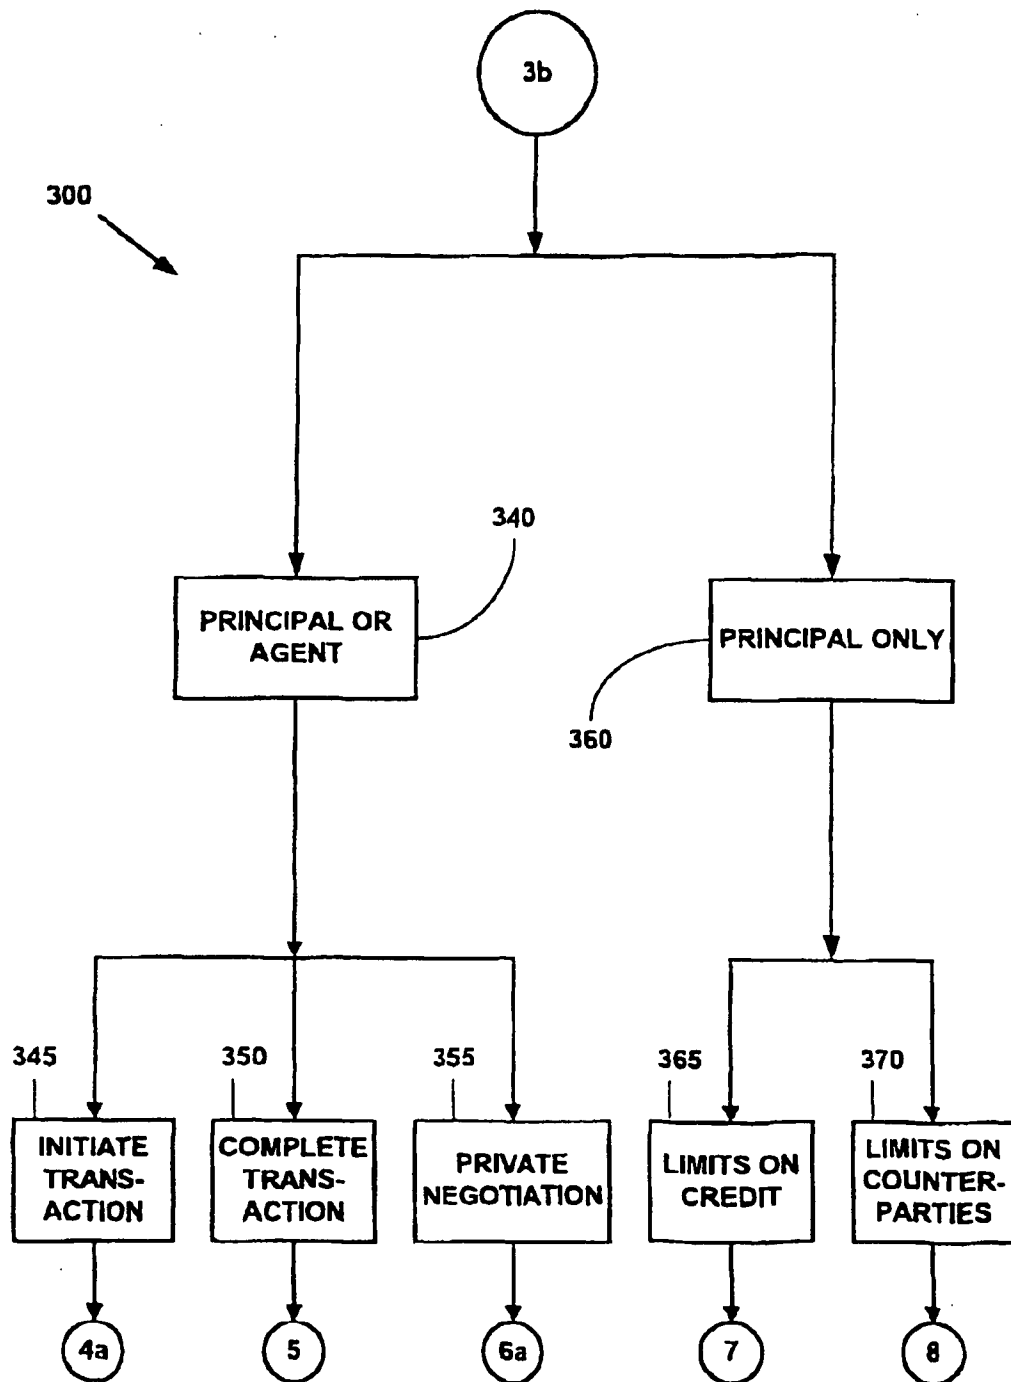 3b
300
340
PRINCIPAL OR
AGENT
PRINCIPAL ONLY
360
345
350
355
365
370
INITIATE
TRANS-
ACTION
COMPLETE
TRANS-
ACTION
PRIVATE
NEGOTIATION
LIMITS ON
CREDIT
LIMITS ON
COUNTER-
PARTIES
4a
5
6a
7
8